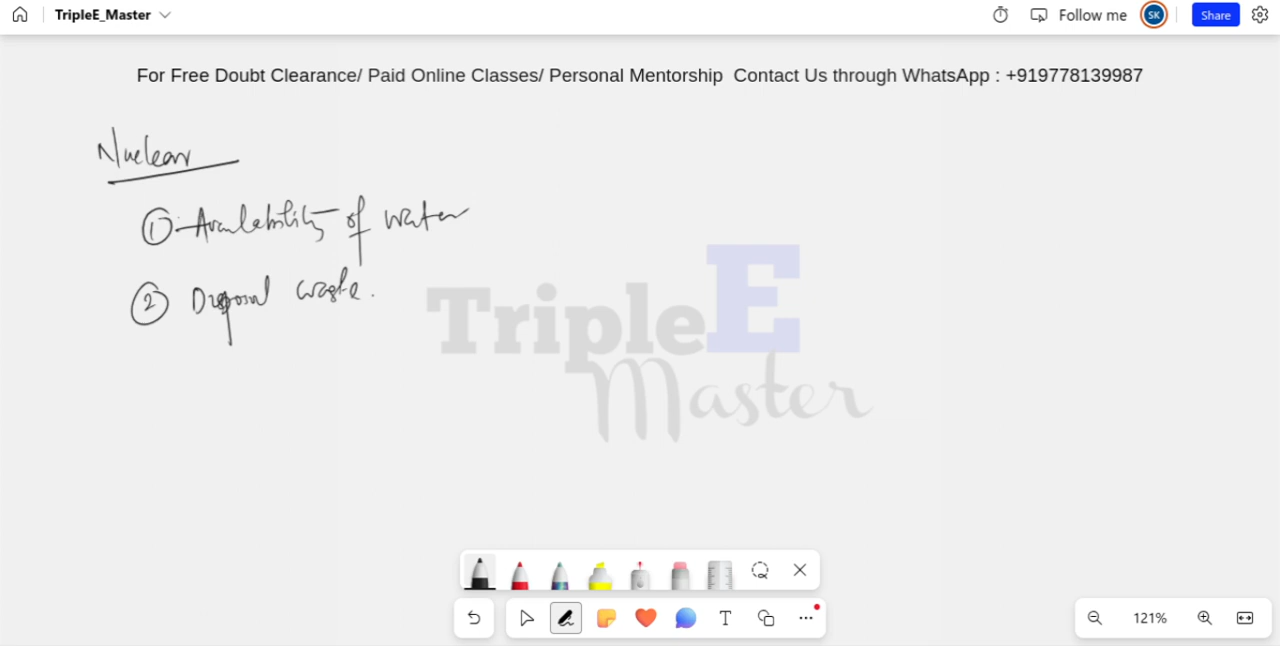 TripleE_Master
Follow me
SK
Share
For Free Doubt Clearance/ Paid Online Classes/ Personal Mentorship Contact Us through WhatsApp : +919778139987
Nuclear
① Availability of water
② Disposal waste.
TripleE
Master
T
121%